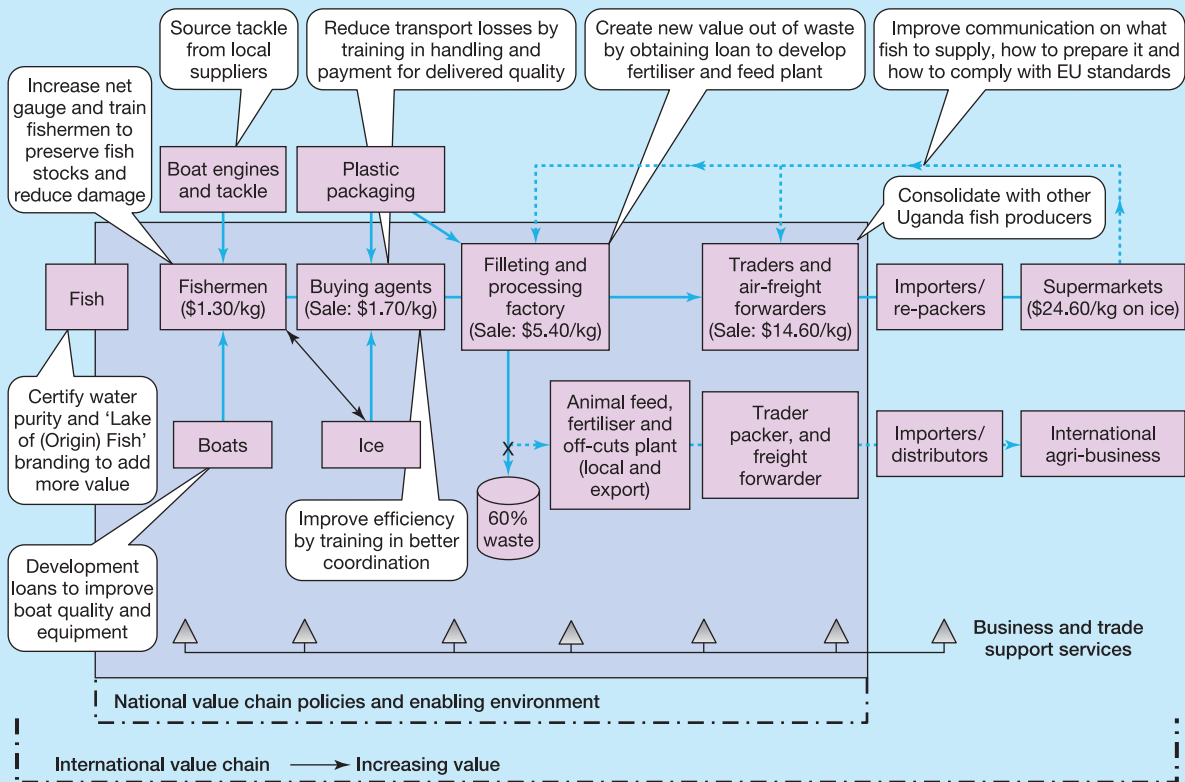 Source tackle
from local
suppliers
Reduce transport losses by
training in handling and
payment for delivered quality
Create new value out of waste
by obtaining loan to develop
fertiliser and feed plant
Improve communication on what
fish to supply, how to prepare it and
how to comply with EU standards
Increase net
gauge and train
fishermen to
preserve fish
stocks and
reduce damage
Boat engines
and tackle
Plastic
packaging
Consolidate with other
Uganda fish producers
Fish
Fishermen
($1.30/kg)
Buying agents
(Sale: $1.70/kg)
Filleting and
processing
factory
(Sale: $5.40/kg)
Traders and
air-freight
forwarders
(Sale: $14.60/kg)
Importers/
re-packers
Supermarkets
($24.60/kg on ice)
Certify water
purity and ‘Lake
of (Origin) Fish’
branding to add
more value
Boats
Ice
X
Animal feed,
fertiliser and
off-cuts plant
(local and
export)
Trader
packer, and
freight
forwarder
Importers/
distributors
International
agri-business
60%
waste
Improve efficiency
by training in better
coordination
Development
loans to improve
boat quality and
equipment
Business and trade
support services
National value chain policies and enabling environment
International value chain
Increasing value